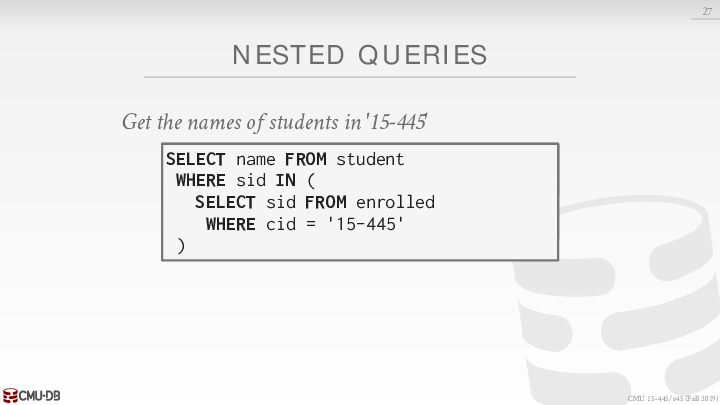 27
NESTED QUERIES
Get the names of students in '15-445'
SELECT name FROM student
WHERE sid IN (
SELECT sid FROM enrolled
WHERE cid = '15-445'
)
CMU·DB
CMU 15-445/645 (Fall 2019)